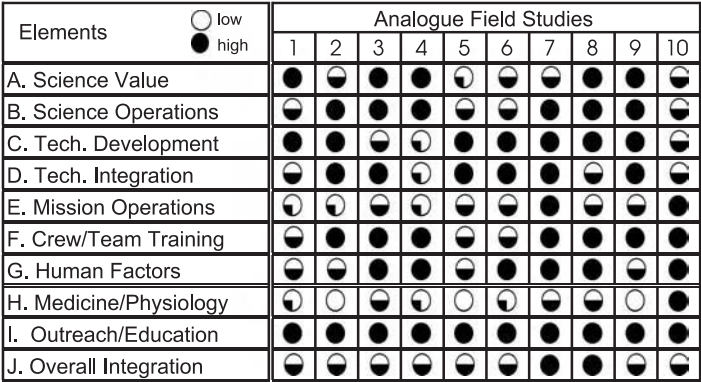 Elements
low
high
Analogue Field Studies
1 2 3 4 5 6 7 8 9 10
A. Science Value
B. Science Operations
C. Tech. Development
D. Tech. Integration
E. Mission Operations
F. Crew/Team Training
G. Human Factors
H. Medicine/Physiology
I. Outreach/Education
J. Overall Integration